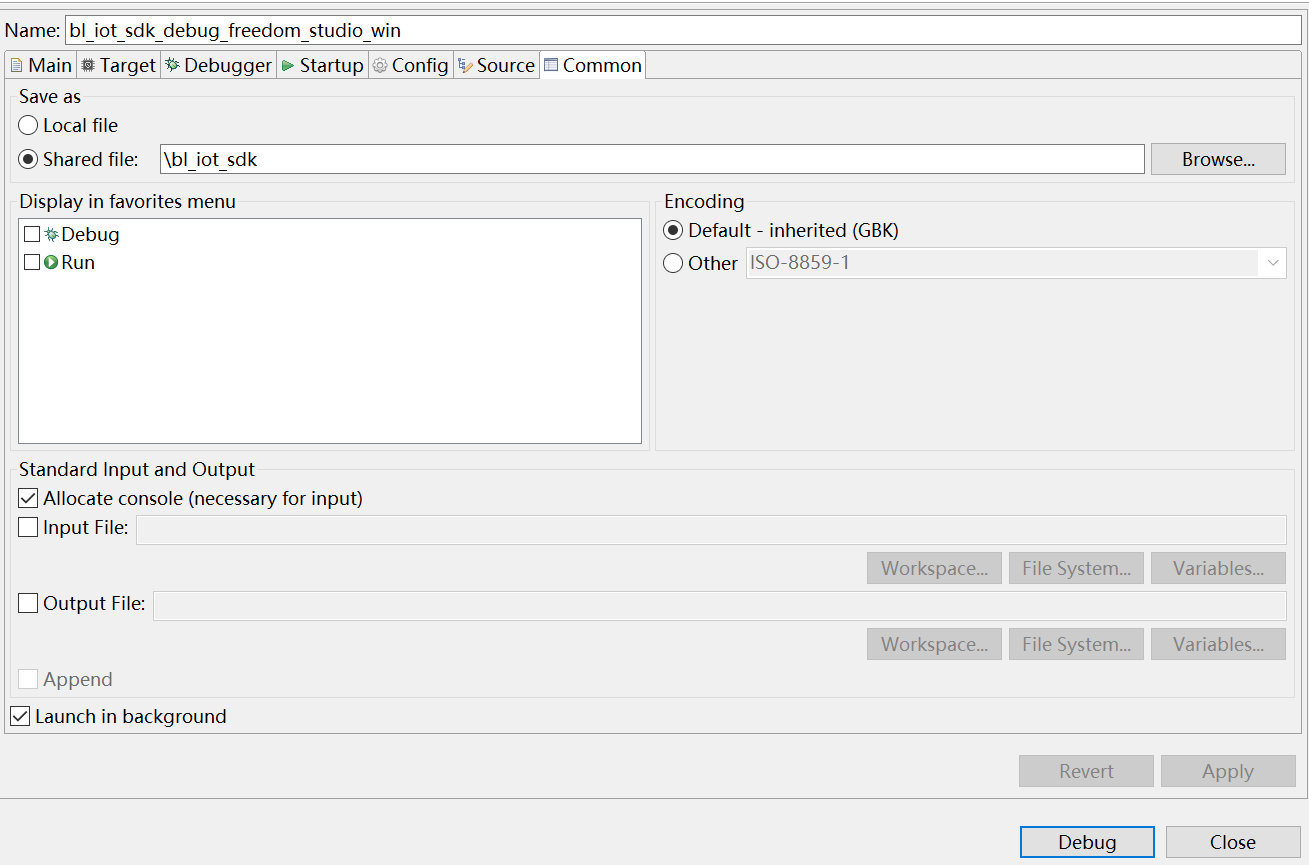 Name: bl_iot_sdk_debug_freedom_studio_win
Main Target Debugger Startup Config Source Common
Save as
Local file
Shared file: \bl_iot_sdk Browse...
Display in favorites menu
Debug
Run
Encoding
Default - inherited (GBK)
Other ISO-8859-1
Standard Input and Output
Allocate console (necessary for input)
Input File:
Workspace... File System... Variables...
Output File:
Workspace... File System... Variables...
Append
Launch in background
Revert Apply
Debug Close